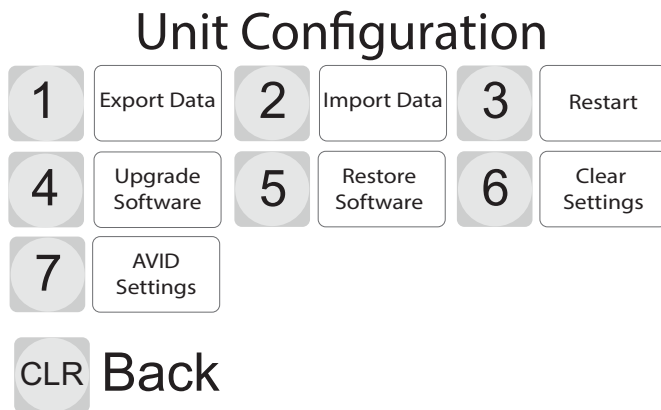 Unit Configuration
1 Export Data 2 Import Data 3 Restart
4 Upgrade Software 5 Restore Software 6 Clear Settings
7 AVID Settings
CLR Back